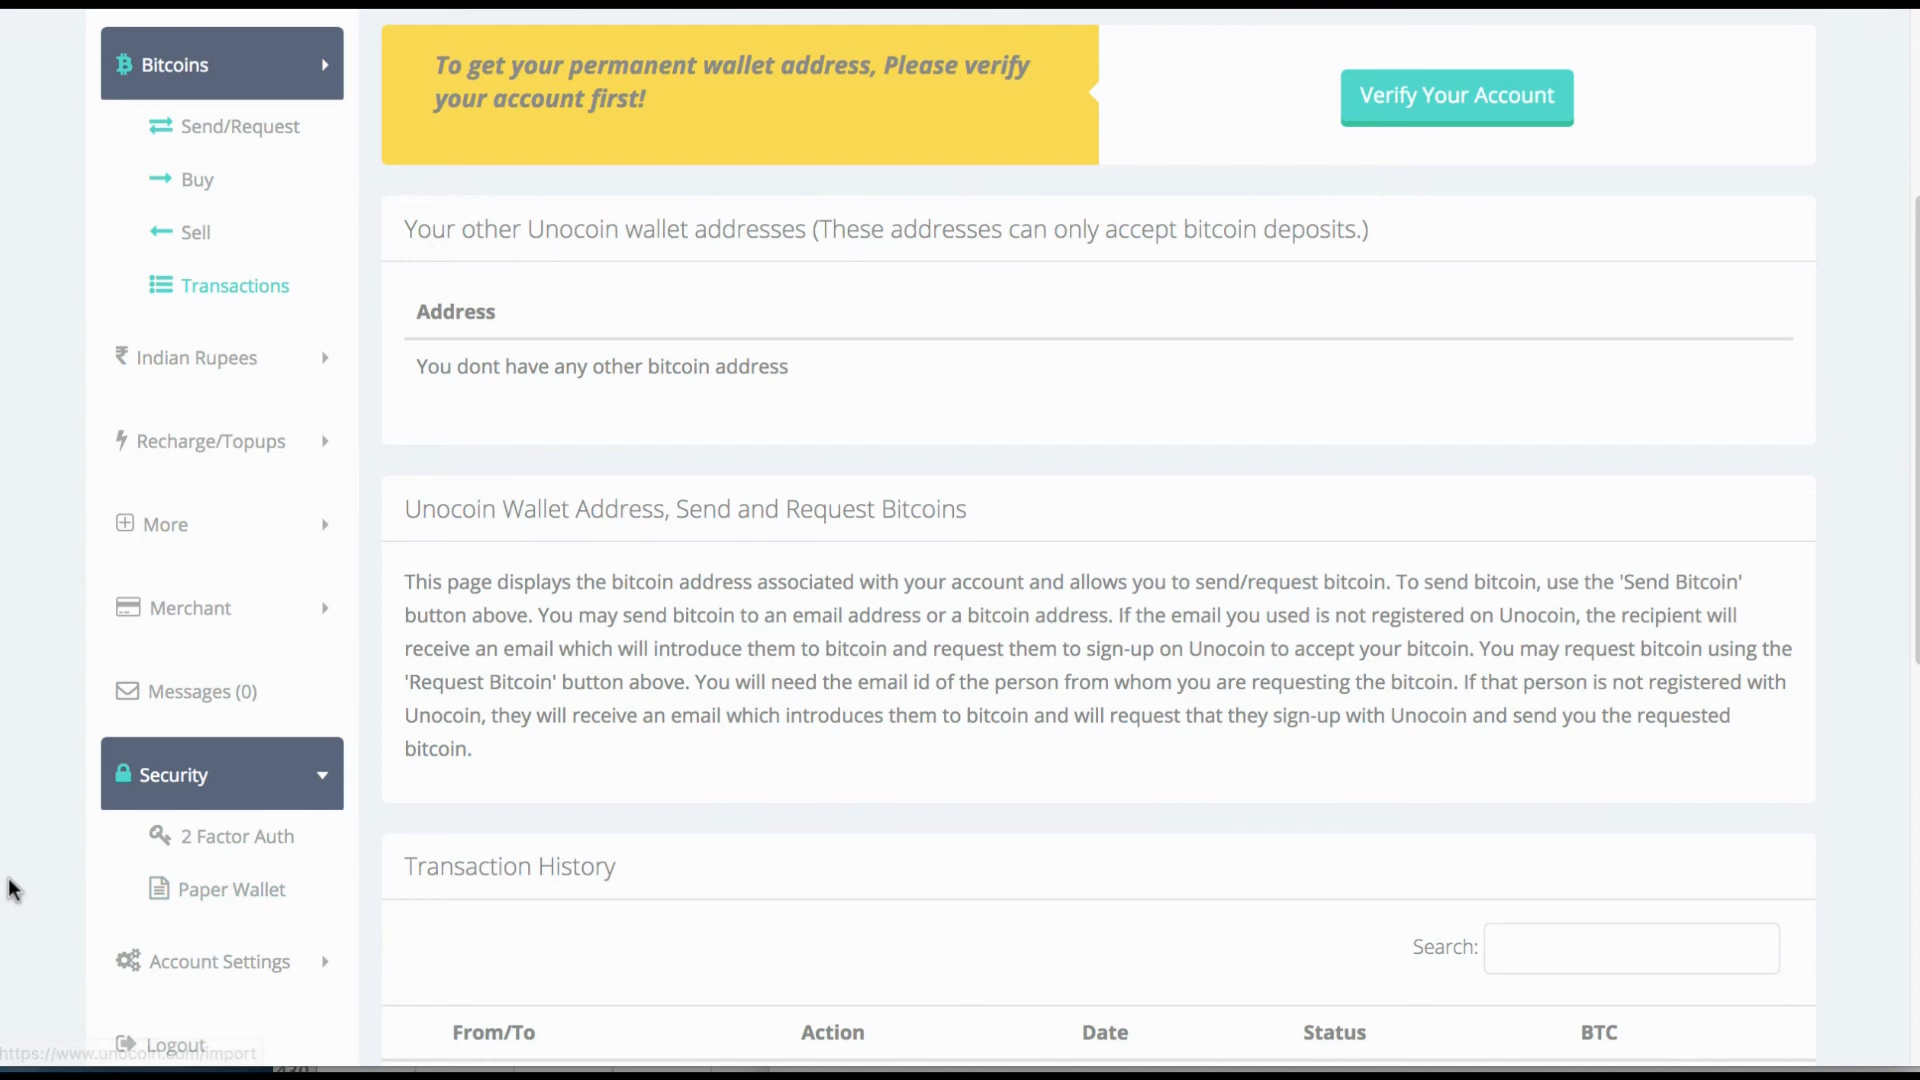 Bitcoins
Send/Request
Buy
Sell
Transactions
Indian Rupees
Recharge/Topups
More
Merchant
Messages (0)
Security
2 Factor Auth
Paper Wallet
Account Settings
Logout
https://www.unocoin.com/import
To get your permanent wallet address, Please verify
your account first!
Verify Your Account
Your other Unocoin wallet addresses (These addresses can only accept bitcoin deposits.)
Address
You dont have any other bitcoin address
Unocoin Wallet Address, Send and Request Bitcoins
This page displays the bitcoin address associated with your account and allows you to send/request bitcoin. To send bitcoin, use the 'Send Bitcoin'
button above. You may send bitcoin to an email address or a bitcoin address. If the email you used is not registered on Unocoin, the recipient will
receive an email which will introduce them to bitcoin and request them to sign-up on Unocoin to accept your bitcoin. You may request bitcoin using the
'Request Bitcoin' button above. You will need the email id of the person from whom you are requesting the bitcoin. If that person is not registered with
Unocoin, they will receive an email which introduces them to bitcoin and will request that they sign-up with Unocoin and send you the requested
bitcoin.
Transaction History
Search:
From/To Action Date Status BTC